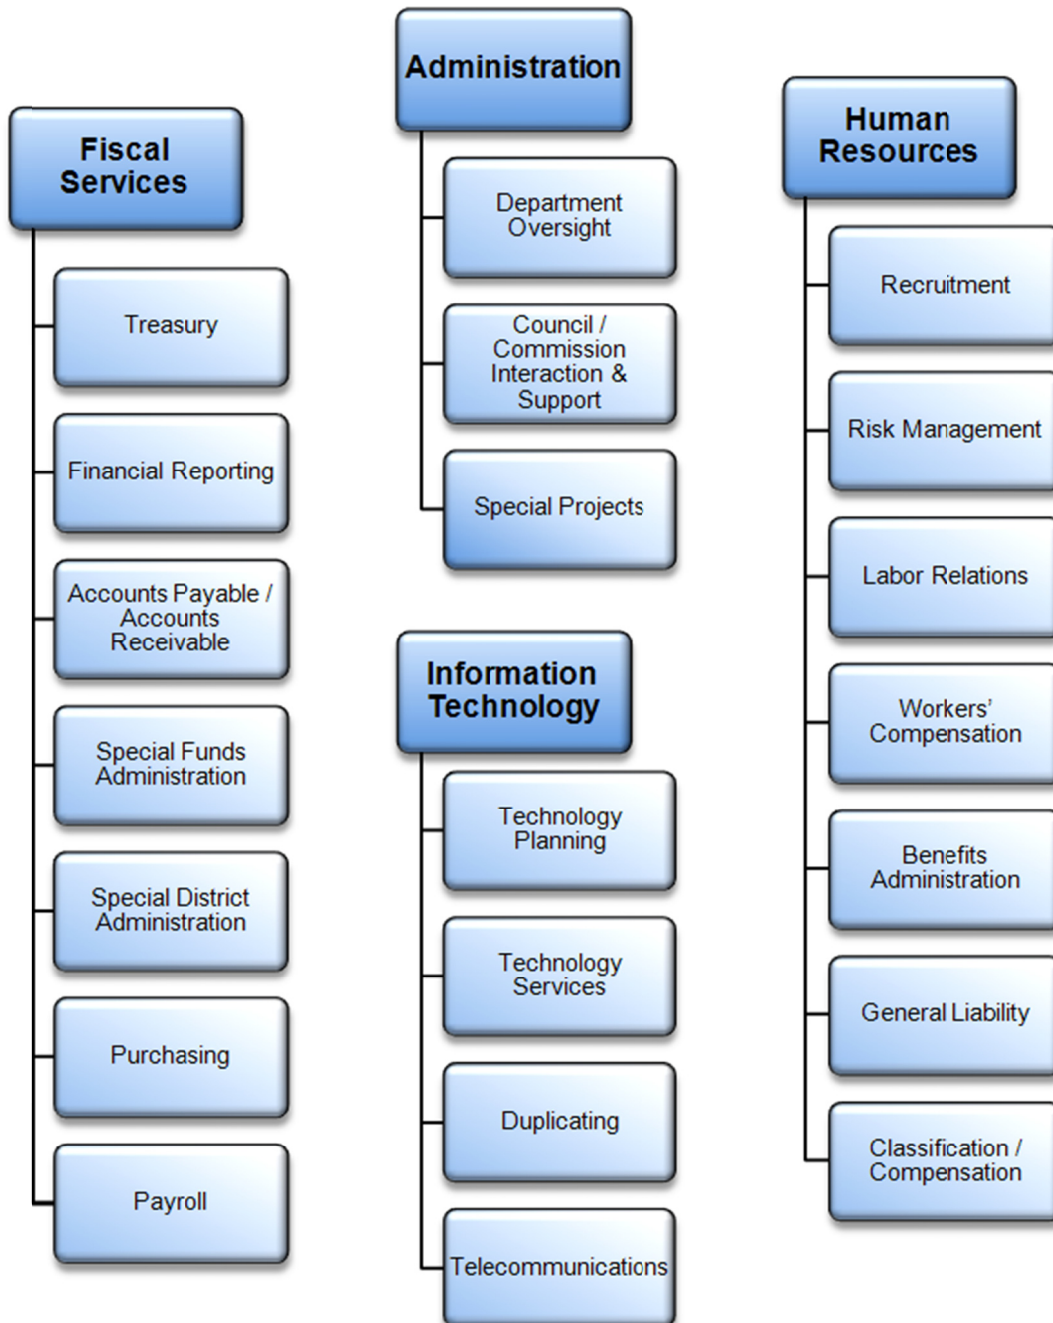 Fiscal
Services
Treasury
Financial Reporting
Accounts Payable /
Accounts
Receivable
Special Funds
Administration
Special District
Administration
Purchasing
Payroll
Administration
Department
Oversight
Council /
Commission
Interaction &
Support
Special Projects
Information
Technology
Technology
Planning
Technology
Services
Duplicating
Telecommunications
Human
Resources
Recruitment
Risk Management
Labor Relations
Workers’
Compensation
Benefits
Administration
General Liability
Classification /
Compensation